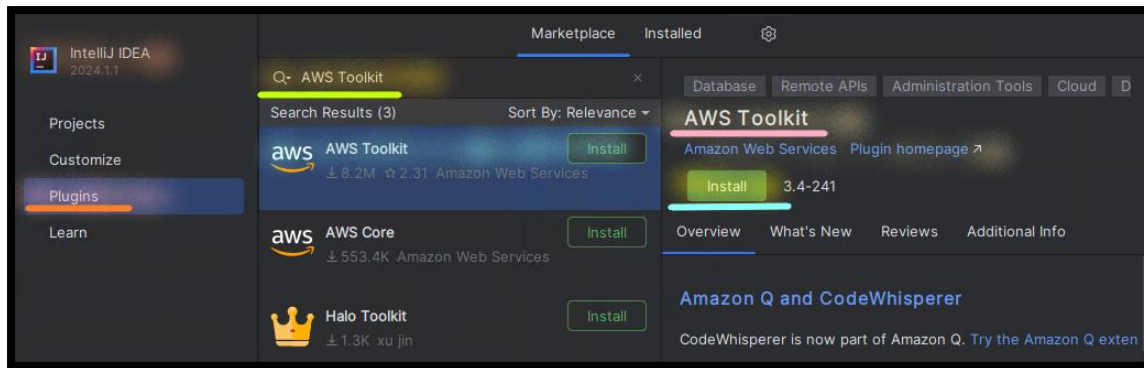 IntelliJ IDEA
2024.1.1
Projects
Customize
Plugins
Learn
Marketplace Installed
AWS Toolkit
Search Results (3) Sort By: Relevance
aws AWS Toolkit Install
8.2M 2.31 Amazon Web Services
aws AWS Core Install
553.4K Amazon Web Services
Halo Toolkit Install
1.3K xu jin
Database Remote APIs Administration Tools Cloud D
AWS Toolkit
Amazon Web Services Plugin homepage ↗
Install 3.4-241
Overview What's New Reviews Additional Info
Amazon Q and CodeWhisperer
CodeWhisperer is now part of Amazon Q. Try the Amazon Q exten